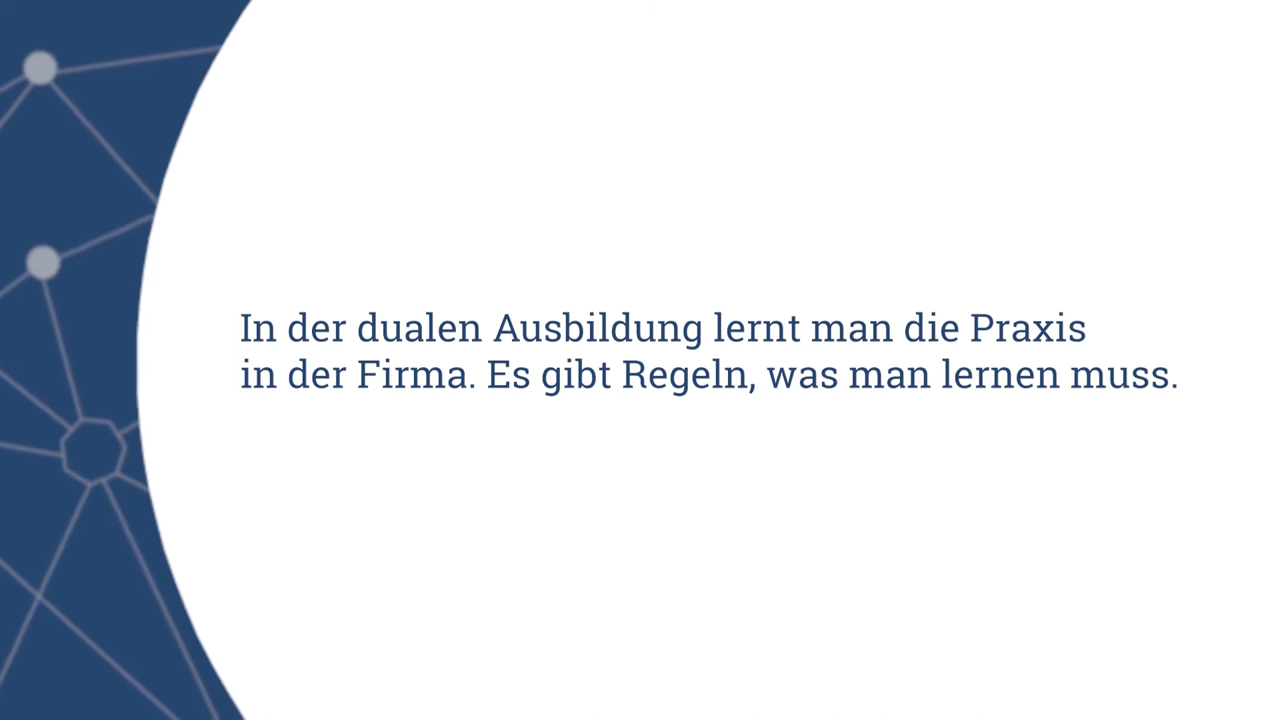 In der dualen Ausbildung lernt man die Praxis
in der Firma. Es gibt Regeln, was man lernen muss.